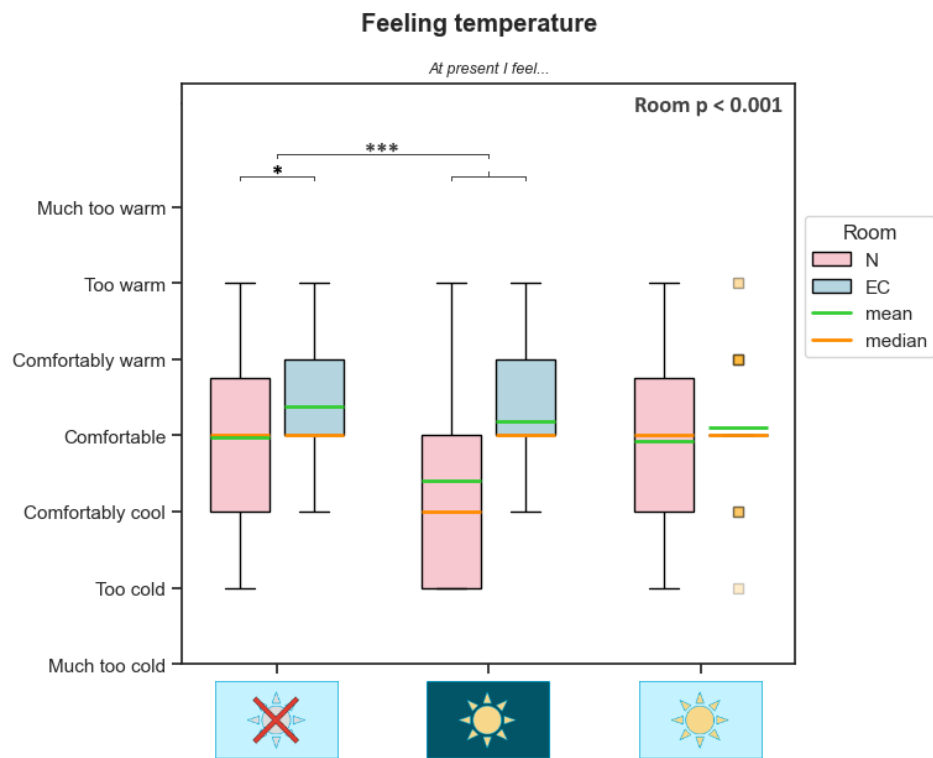 Feeling temperature
At present I feel...
Room p < 0.001
***
*
Much too warm
Too warm
Comfortably warm
Comfortable
Comfortably cool
Too cold
Much too cold
Room
N
EC
mean
median